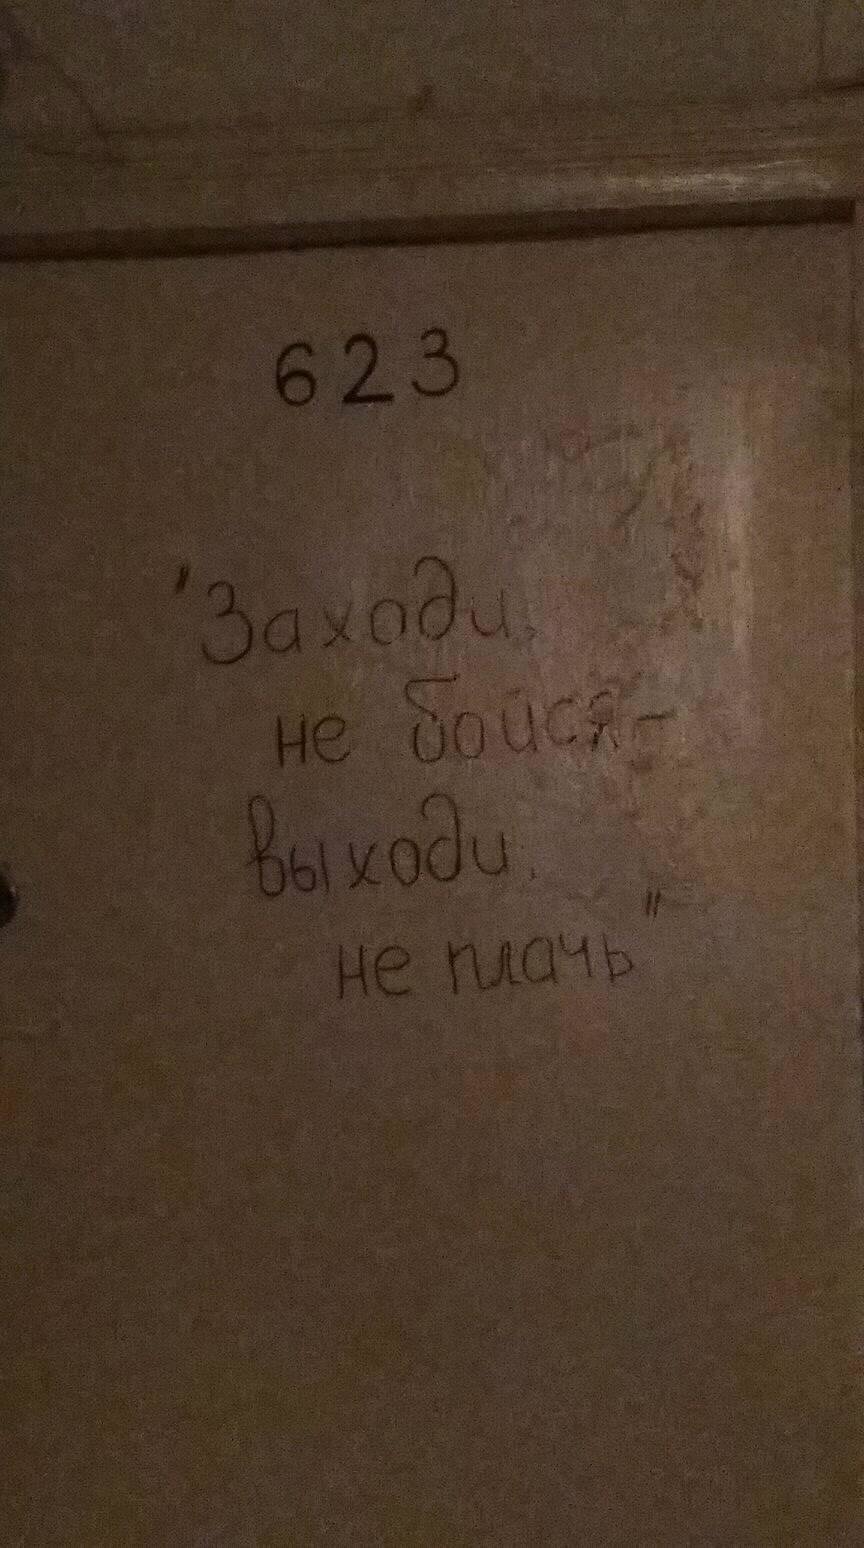 623
"Заходи,
не бойся-
выходи,
не плачь"